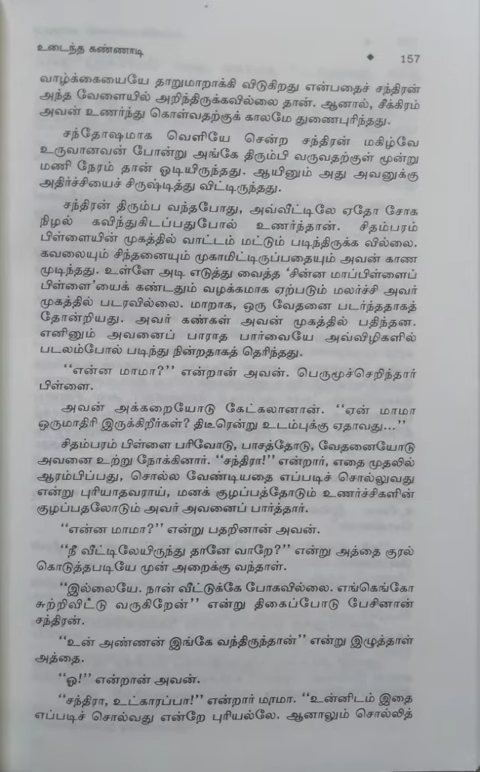 உடைந்த கண்ணாடி ◆ 157
வாழ்க்கையையே தாறுமாறாக்கி விடுகிறது என்பதைச் சந்திரன்
அந்த வேளையில் அறிந்திருக்கவில்லை தான். ஆனால், சீக்கிரம்
அவன் உணர்ந்து கொள்வதற்குக் காலமே துணைபுரிந்தது.
சந்தோஷமாக வெளியே சென்ற சந்திரன் மகிழ்வே
உருவானவன் போன்று அங்கே திரும்பி வருவதற்குள் மூன்று
மணி நேரம் தான் ஓடியிருந்தது. ஆயினும் அது அவனுக்கு
அதிர்ச்சியைச் சிருஷ்டித்து விட்டிருந்தது.
சந்திரன் திரும்ப வந்தபோது, அவ்வீட்டிலே ஏதோ சோக
நிழல் கவிந்துகிடப்பதுபோல் உணர்ந்தான். சிதம்பரம்
பிள்ளையின் முகத்தில் வாட்டம் மட்டும் படிந்திருக்க வில்லை.
கவலையும் சிந்தனையும் முகாமிட்டிருப்பதையும் அவன் காண
முடிந்தது. உள்ளே அடி எடுத்து வைத்த ‘சின்ன மாப்பிள்ளைப்
பிள்ளை’யைக் கண்டதும் வழக்கமாக ஏற்படும் மலர்ச்சி அவர்
முகத்தில் படரவில்லை. மாறாக, ஒரு வேதனை படர்ந்ததாகத்
தோன்றியது. அவர் கண்கள் அவன் முகத்தில் பதிந்தன.
எனினும் அவனைப் பாராத பார்வையே அவ்விழிகளில்
படலம்போல் படிந்து நின்றதாகத் தெரிந்தது.
‘‘என்ன மாமா?’’ என்றான் அவன். பெருமூச்செறிந்தார்
பிள்ளை.
அவன் அக்கறையோடு கேட்கலானான். ‘‘ஏன் மாமா
ஒருமாதிரி இருக்கிறீர்கள்? திடீரென்று உடம்புக்கு ஏதாவது...’’
சிதம்பரம் பிள்ளை பரிவோடு, பாசத்தோடு, வேதனையோடு
அவனை உற்று நோக்கினார். ‘‘சந்திரா!’’ என்றார், எதை முதலில்
ஆரம்பிப்பது, சொல்ல வேண்டியதை எப்படிச் சொல்லுவது
என்று புரியாதவராய், மனக் குழப்பத்தோடும் உணர்ச்சிகளின்
குழப்பதலோடும் அவர் அவனைப் பார்த்தார்.
‘‘என்ன மாமா?’’ என்று பதறினான் அவன்.
‘‘நீ வீட்டிலேயிருந்து தானே வாறே?’’ என்று அத்தை குரல்
கொடுத்தபடியே முன் அறைக்கு வந்தாள்.
‘‘இல்லையே. நான் வீட்டுக்கே போகவில்லை. எங்கெங்கோ
சுற்றிவிட்டு வருகிறேன்’’ என்று திகைப்போடு பேசினான்
சந்திரன்.
‘‘உன் அண்ணன் இங்கே வந்திருந்தான்’’ என்று இழுத்தாள்
அத்தை.
‘‘ஓ!’’ என்றான் அவன்.
‘‘சந்திரா, உட்காரப்பா!’’ என்றார் மாமா. ‘‘உன்னிடம் இதை
எப்படிச் சொல்வது என்றே புரியல்லே. ஆனாலும் சொல்லித்